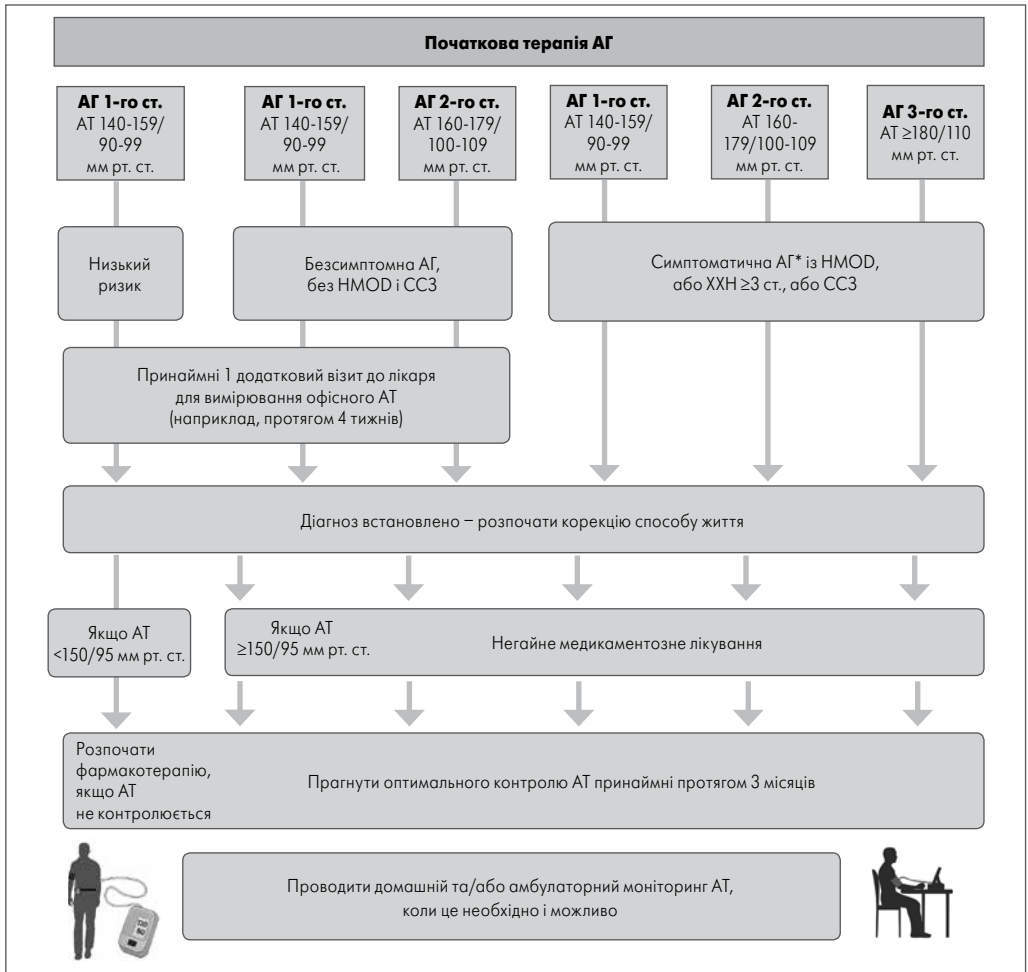 Початкова терапія АГ
АГ 1-го ст.
АТ 140-159/
90-99
мм рт. ст.
АГ 1-го ст.
АТ 140-159/
90-99
мм рт. ст.
АГ 2-го ст.
АТ 160-179/
100-109
мм рт. ст.
АГ 1-го ст.
АТ 140-159/
90-99
мм рт. ст.
АГ 2-го ст.
АТ 160-
179/100-109
мм рт. ст.
АГ 3-го ст.
АТ ≥180/110
мм рт. ст.
Низький
ризик
Безсимптомна АГ,
без HMOD і ССЗ
Симптоматична АГ* із HMOD,
або ХХН ≥3 ст., або ССЗ
Принаймні 1 додатковий візит до лікаря
для вимірювання офісного АТ
(наприклад, протягом 4 тижнів)
Діагноз встановлено – розпочати корекцію способу життя
Якщо АТ
<150/95 мм рт. ст.
Якщо АТ
≥150/95 мм рт. ст.
Негайне медикаментозне лікування
Розпочати
фармакотерапію,
якщо АТ
не контролюється
Прагнути оптимального контролю АТ принаймні протягом 3 місяців
Проводити домашній та/або амбулаторний моніторинг АТ,
коли це необхідно і можливо